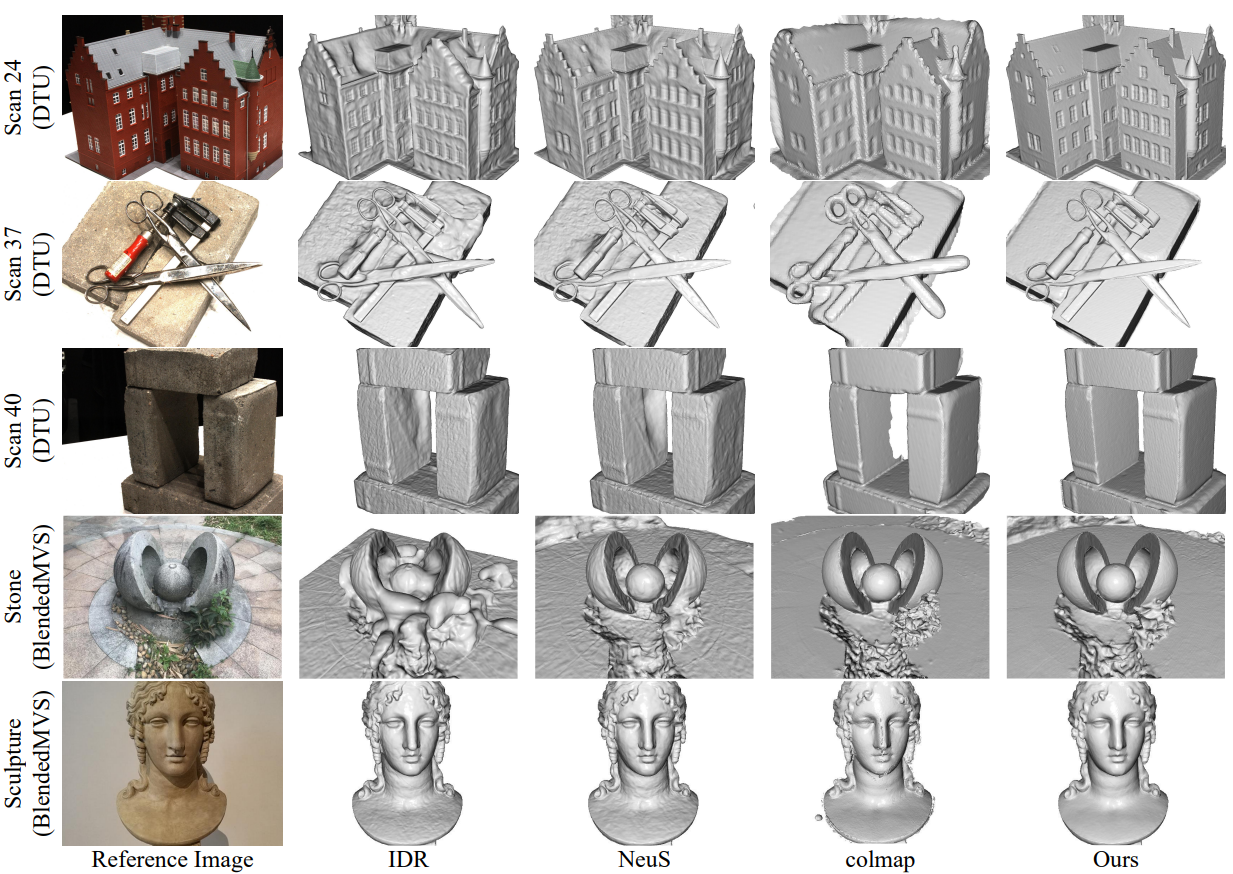 Scan 24
(DTU)
Scan 37
(DTU)
Scan 40
(DTU)
Stone
(BlendedMVS)
Sculpture
(BlendedMVS)
Reference Image
IDR
NeuS
colmap
Ours